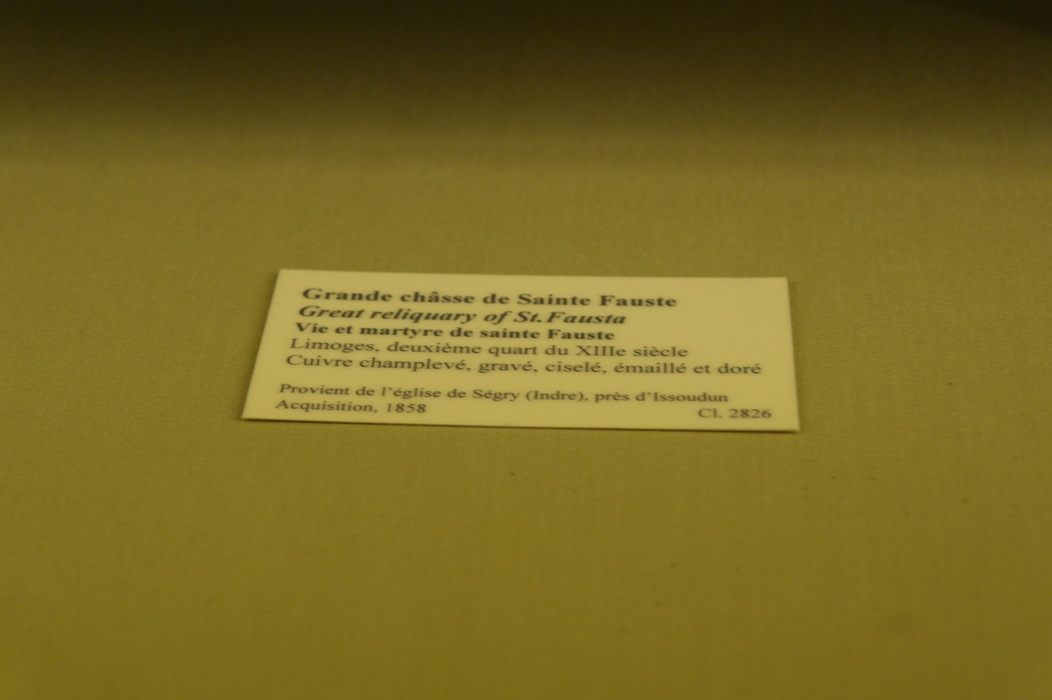 Grande châsse de Sainte Fauste
Great reliquary of St.Fausta
Vie et martyre de sainte Fauste
Limoges, deuxième quart du XIIIe siècle
Cuivre champlevé, gravé, ciselé, émaillé et doré
Provient de l'église de Ségry (Indre), près d'Issoudun
Acquisition, 1858 Cl. 2826